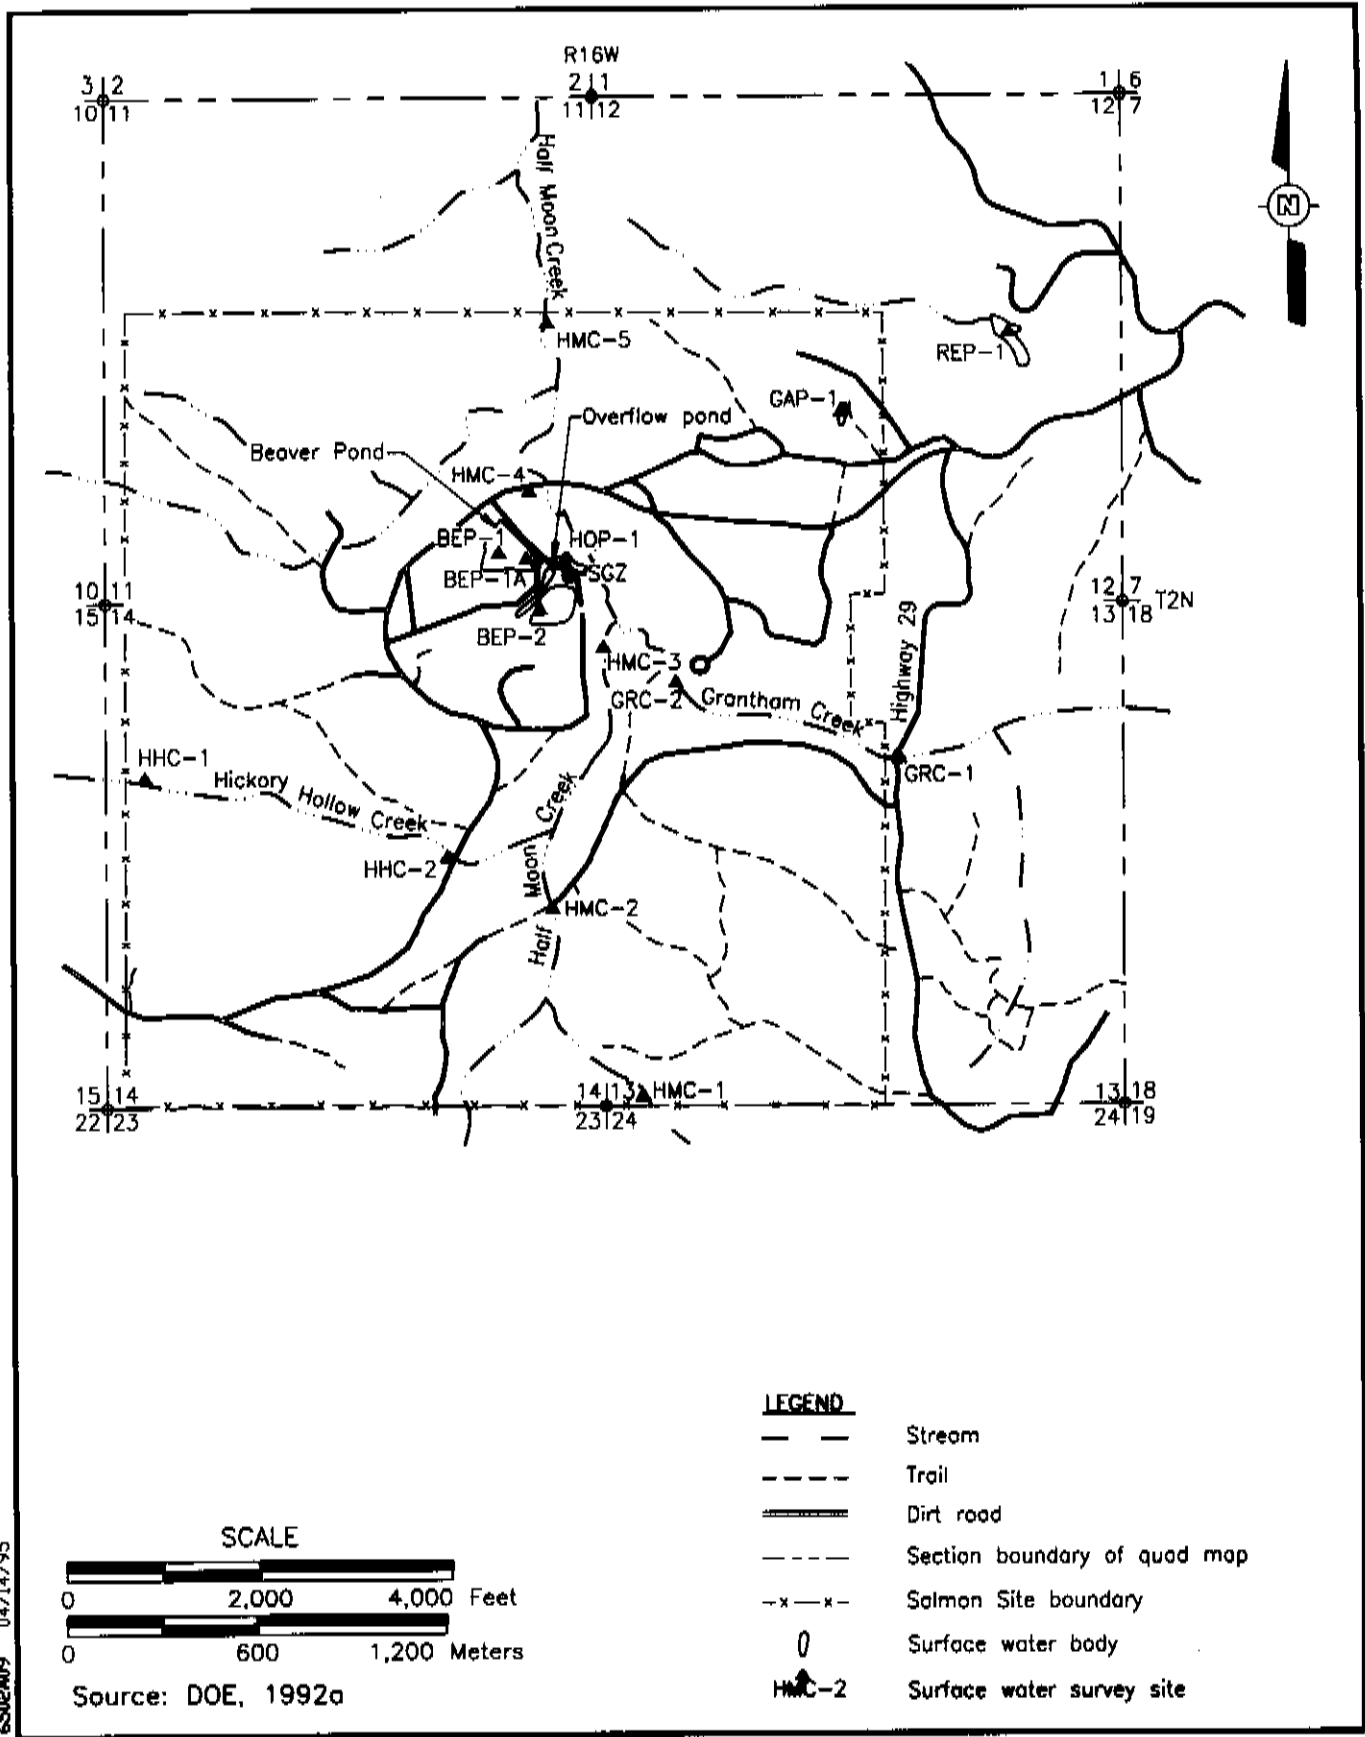 R16W
3 2
2 1
1 6
10 11
11 12
12 7
N
Half Moon Creek
HMC-5
REP-1
GAP-1
Overflow pond
Beaver Pond
HMC-4
BEP-1
HOP-1
BEP-1A
SGZ
10 11
15 14
12 7
13 18
T2N
BEP-2
HMC-3
GRC-2
Grantham Creek
Highway 29
HHC-1
GRC-1
Hickory Hollow Creek
HHC-2
Half Moon Creek
HMC-2
15 14
14 13
HMC-1
13 18
22 23
23 24
24 19
LEGEND
Stream
Trail
Dirt road
Section boundary of quad map
Salmon Site boundary
Surface water body
HMC-2 Surface water survey site
SCALE
0 2,000 4,000 Feet
0 600 1,200 Meters
Source: DOE, 1992a
04/14/95